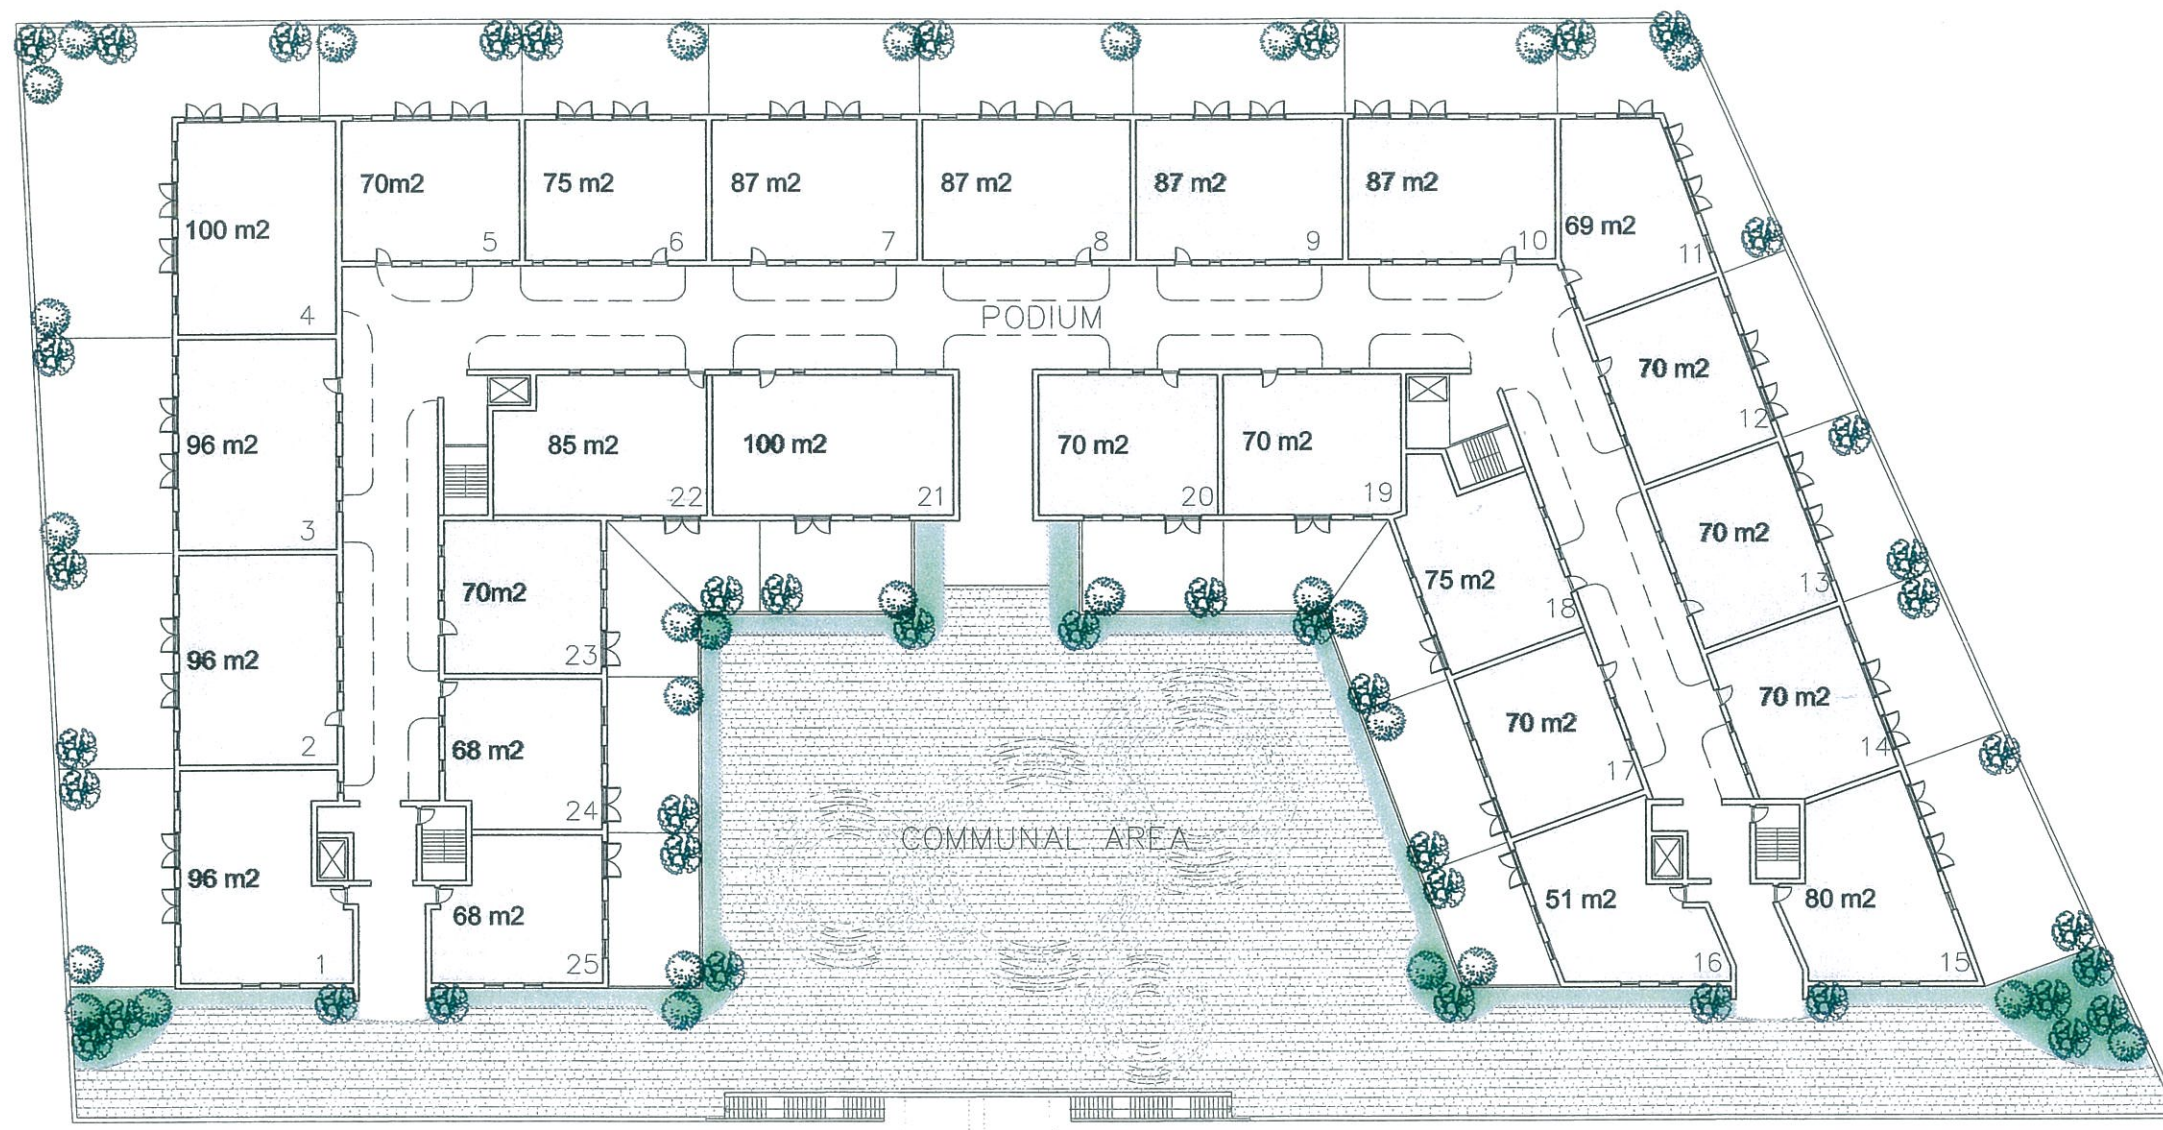 70m2
75 m2
87 m2
87 m2
87 m2
87 m2
100 m2
69 m2
5
6
7
8
9
10
11
4
PODIUM
70 m2
12
96 m2
85 m2
100 m2
70 m2
70 m2
22
21
20
19
3
70 m2
13
70m2
75 m2
23
18
96 m2
70 m2
14
2
68 m2
70 m2
17
24
COMMUNAL AREA
96 m2
68 m2
51 m2
80 m2
1
25
16
15